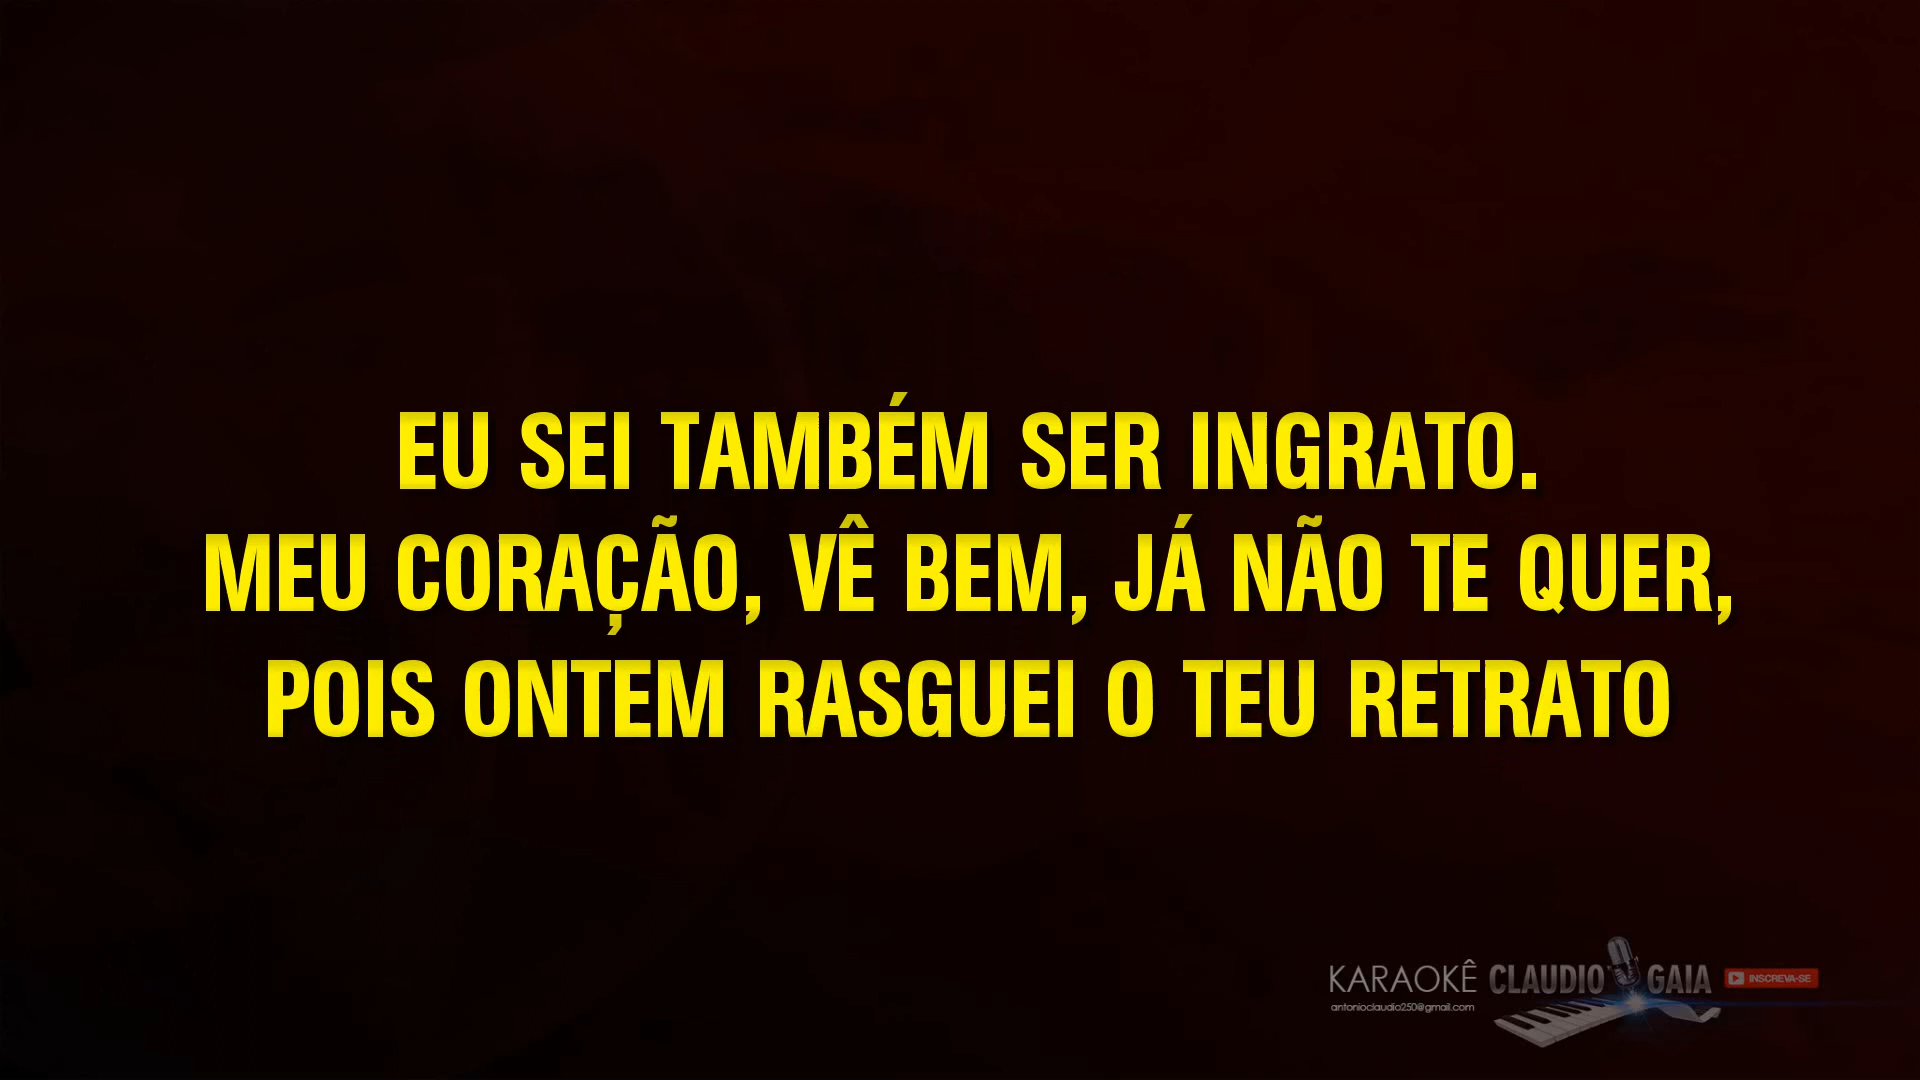 EU SEI TAMBÉM SER INGRATO.
MEU CORAÇÃO, VÊ BEM, JÁ NÃO TE QUER,
POIS ONTEM RASGUEI O TEU RETRATO
KARAOKÊ CLAUDIO GAIA INSCREVA-SE
antonioclaudio250@gmail.com